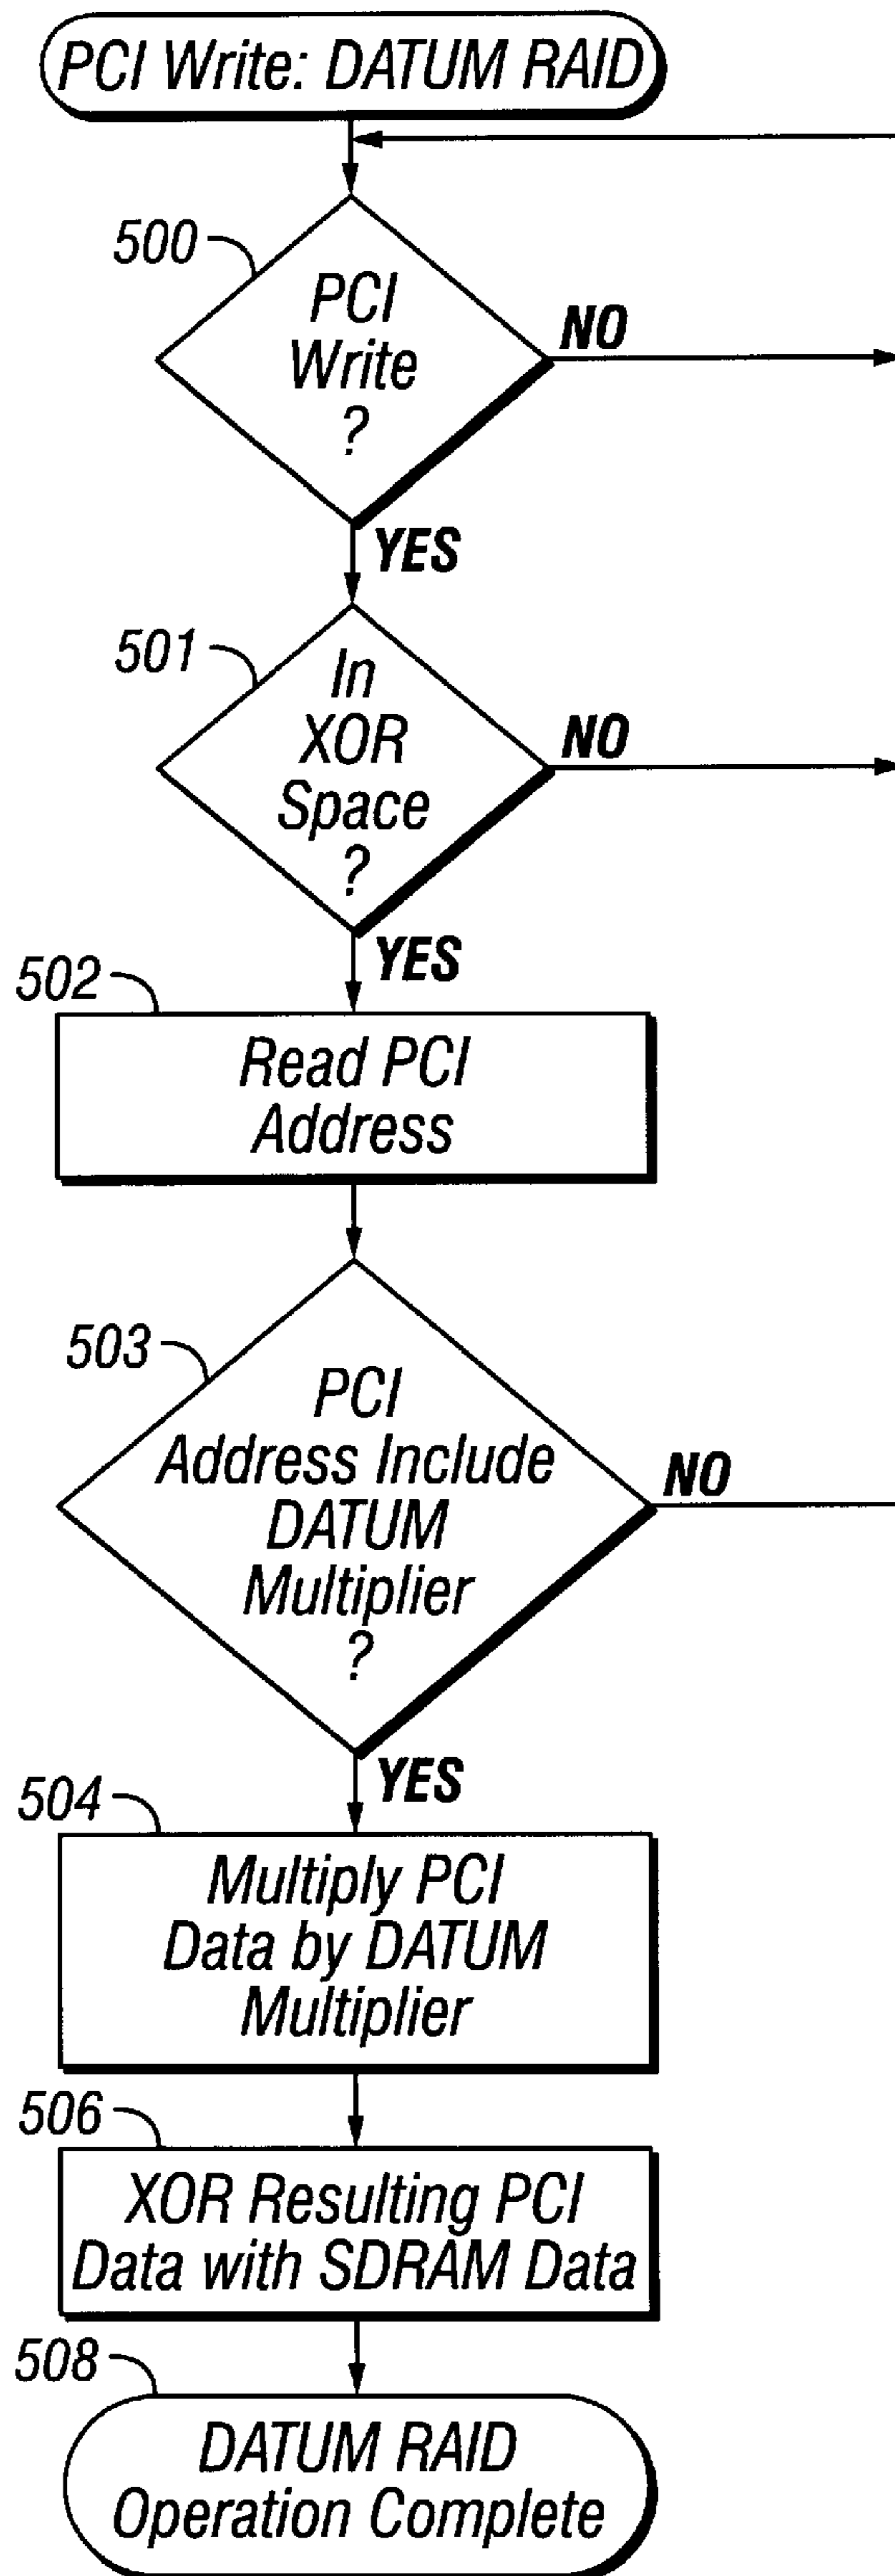 PCI Write: DATUM RAID
500
PCI
Write
?
NO
YES
501
In
XOR
Space
?
NO
YES
502
Read PCI
Address
503
PCI
Address Include
DATUM
Multiplier
?
NO
YES
504
Multiply PCI
Data by DATUM
Multiplier
506
XOR Resulting PCI
Data with SDRAM Data
508
DATUM RAID
Operation Complete